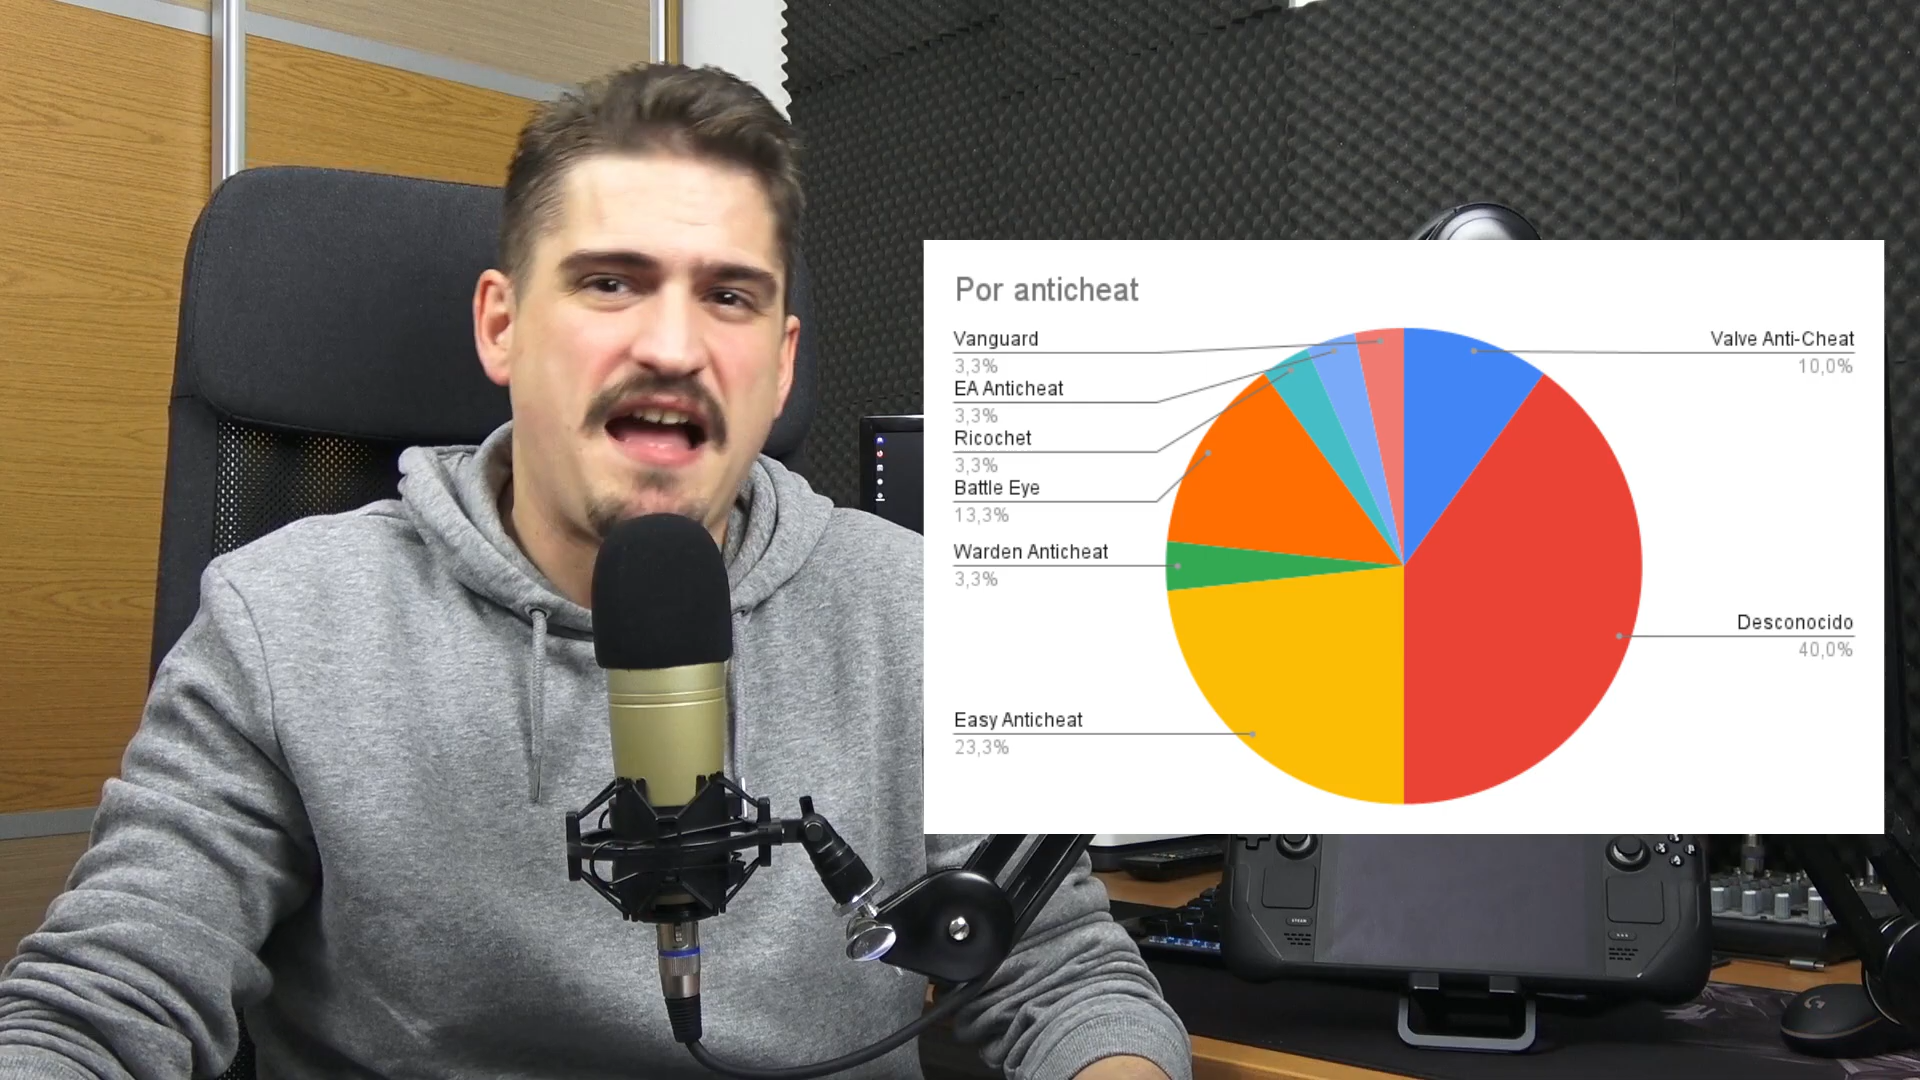 Por anticheat
Vanguard
3,3%
EA Anticheat
3,3%
Ricochet
3,3%
Battle Eye
13,3%
Warden Anticheat
3,3%
Easy Anticheat
23,3%
Valve Anti-Cheat
10,0%
Desconocido
40,0%
STEAM